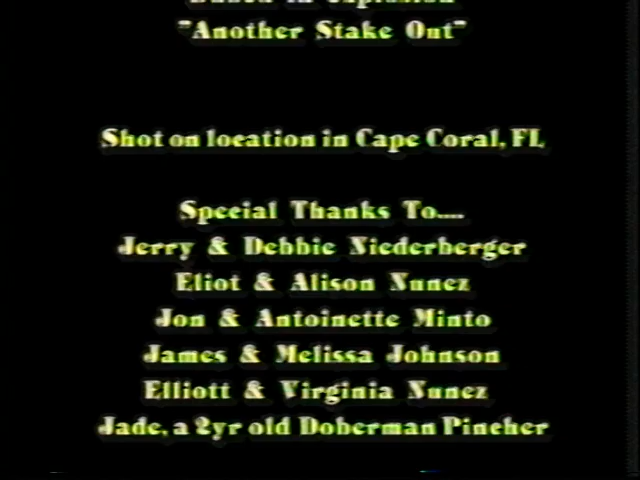 "Another Stake Out"
Shot on location in Cape Coral, FL
Special Thanks To....
Jerry & Debbie Niederberger
Eliot & Alison Nunez
Jon & Antoinette Minto
James & Melissa Johnson
Elliott & Virginia Nunez
Jade, a 2yr old Doberman Pincher